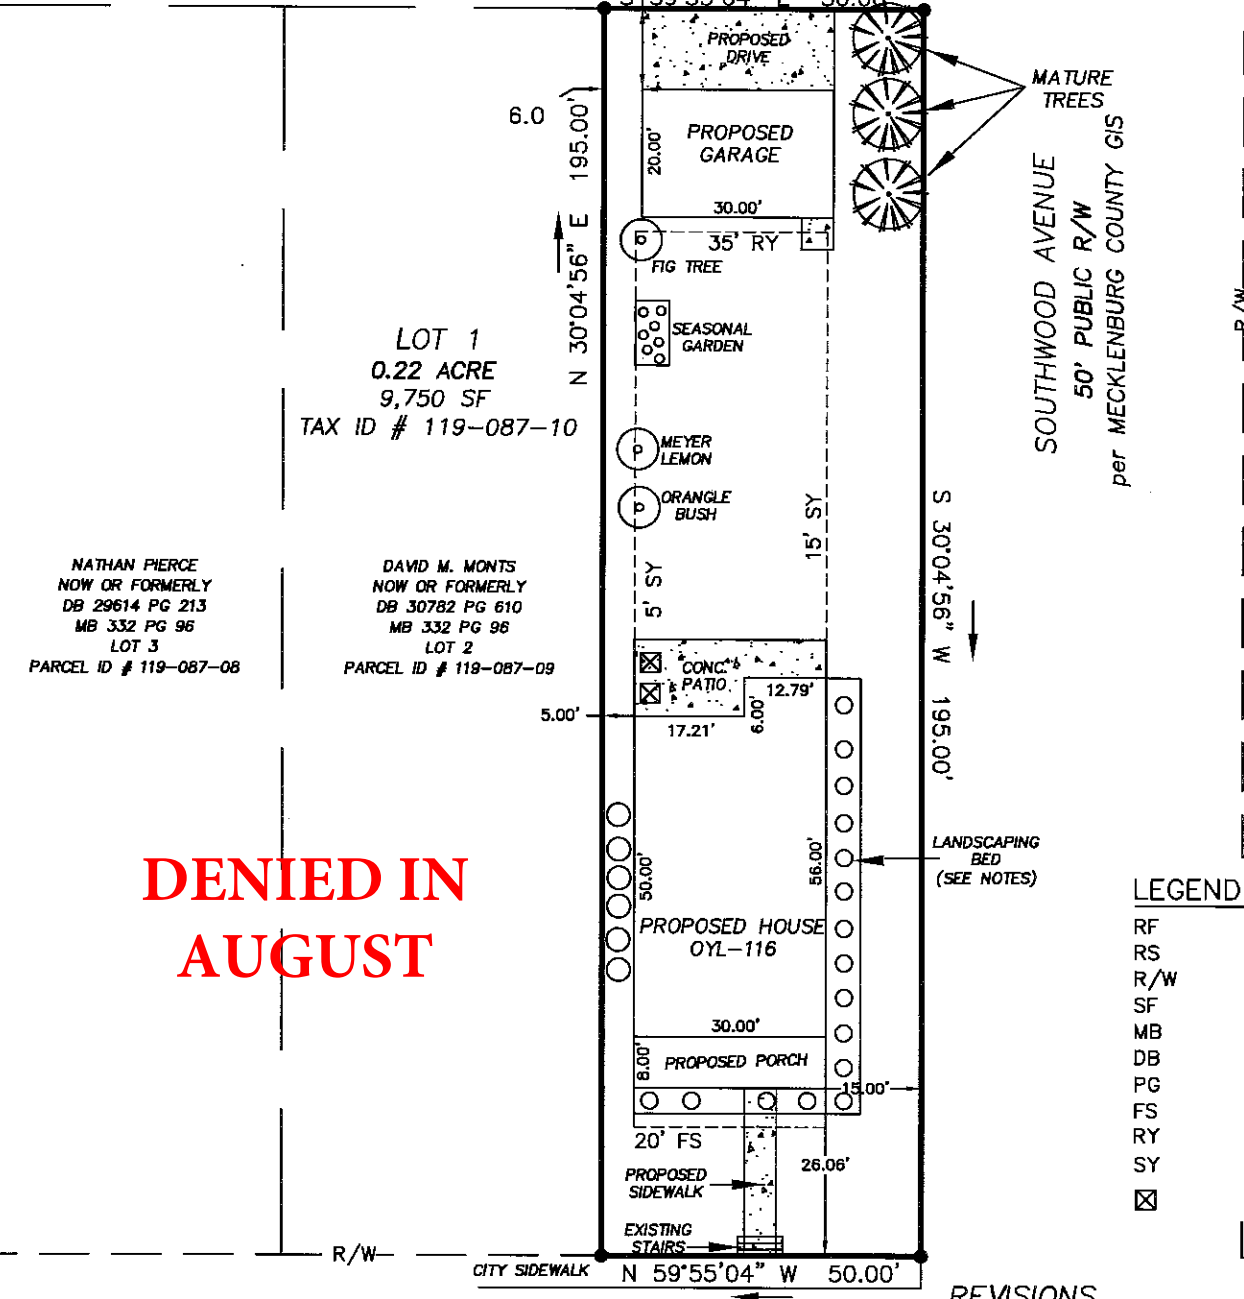 S 59°55'04" E 50.00'
PROPOSED
DRIVE
MATURE
TREES
6.0
N 30°04'56" E 195.00'
20.00'
PROPOSED
GARAGE
30.00'
35' RY
FIG TREE
SOUTHWOOD AVENUE
50' PUBLIC R/W
per MECKLENBURG COUNTY GIS
R/W
SEASONAL
GARDEN
LOT 1
0.22 ACRE
9,750 SF
TAX ID # 119-087-10
MEYER
LEMON
ORANGLE
BUSH
15' SY
5' SY
S 30°04'56" W 195.00'
NATHAN PIERCE
NOW OR FORMERLY
DB 29614 PG 213
MB 332 PG 96
LOT 3
PARCEL ID # 119-087-08
DAVID M. MONTS
NOW OR FORMERLY
DB 30782 PG 610
MB 332 PG 96
LOT 2
PARCEL ID # 119-087-09
CONC.
PATIO
12.79'
5.00'
17.21'
6.00'
DENIED IN
AUGUST
50.00'
56.00'
LANDSCAPING
BED
(SEE NOTES)
PROPOSED HOUSE
OYL-116
30.00'
8.00'
PROPOSED PORCH
15.00'
20' FS
26.06'
PROPOSED
SIDEWALK
EXISTING
STAIRS
R/W
CITY SIDEWALK
N 59°55'04" W 50.00'
LEGEND
RF
RS
R/W
SF
MB
DB
PG
FS
RY
SY
REVISIONS